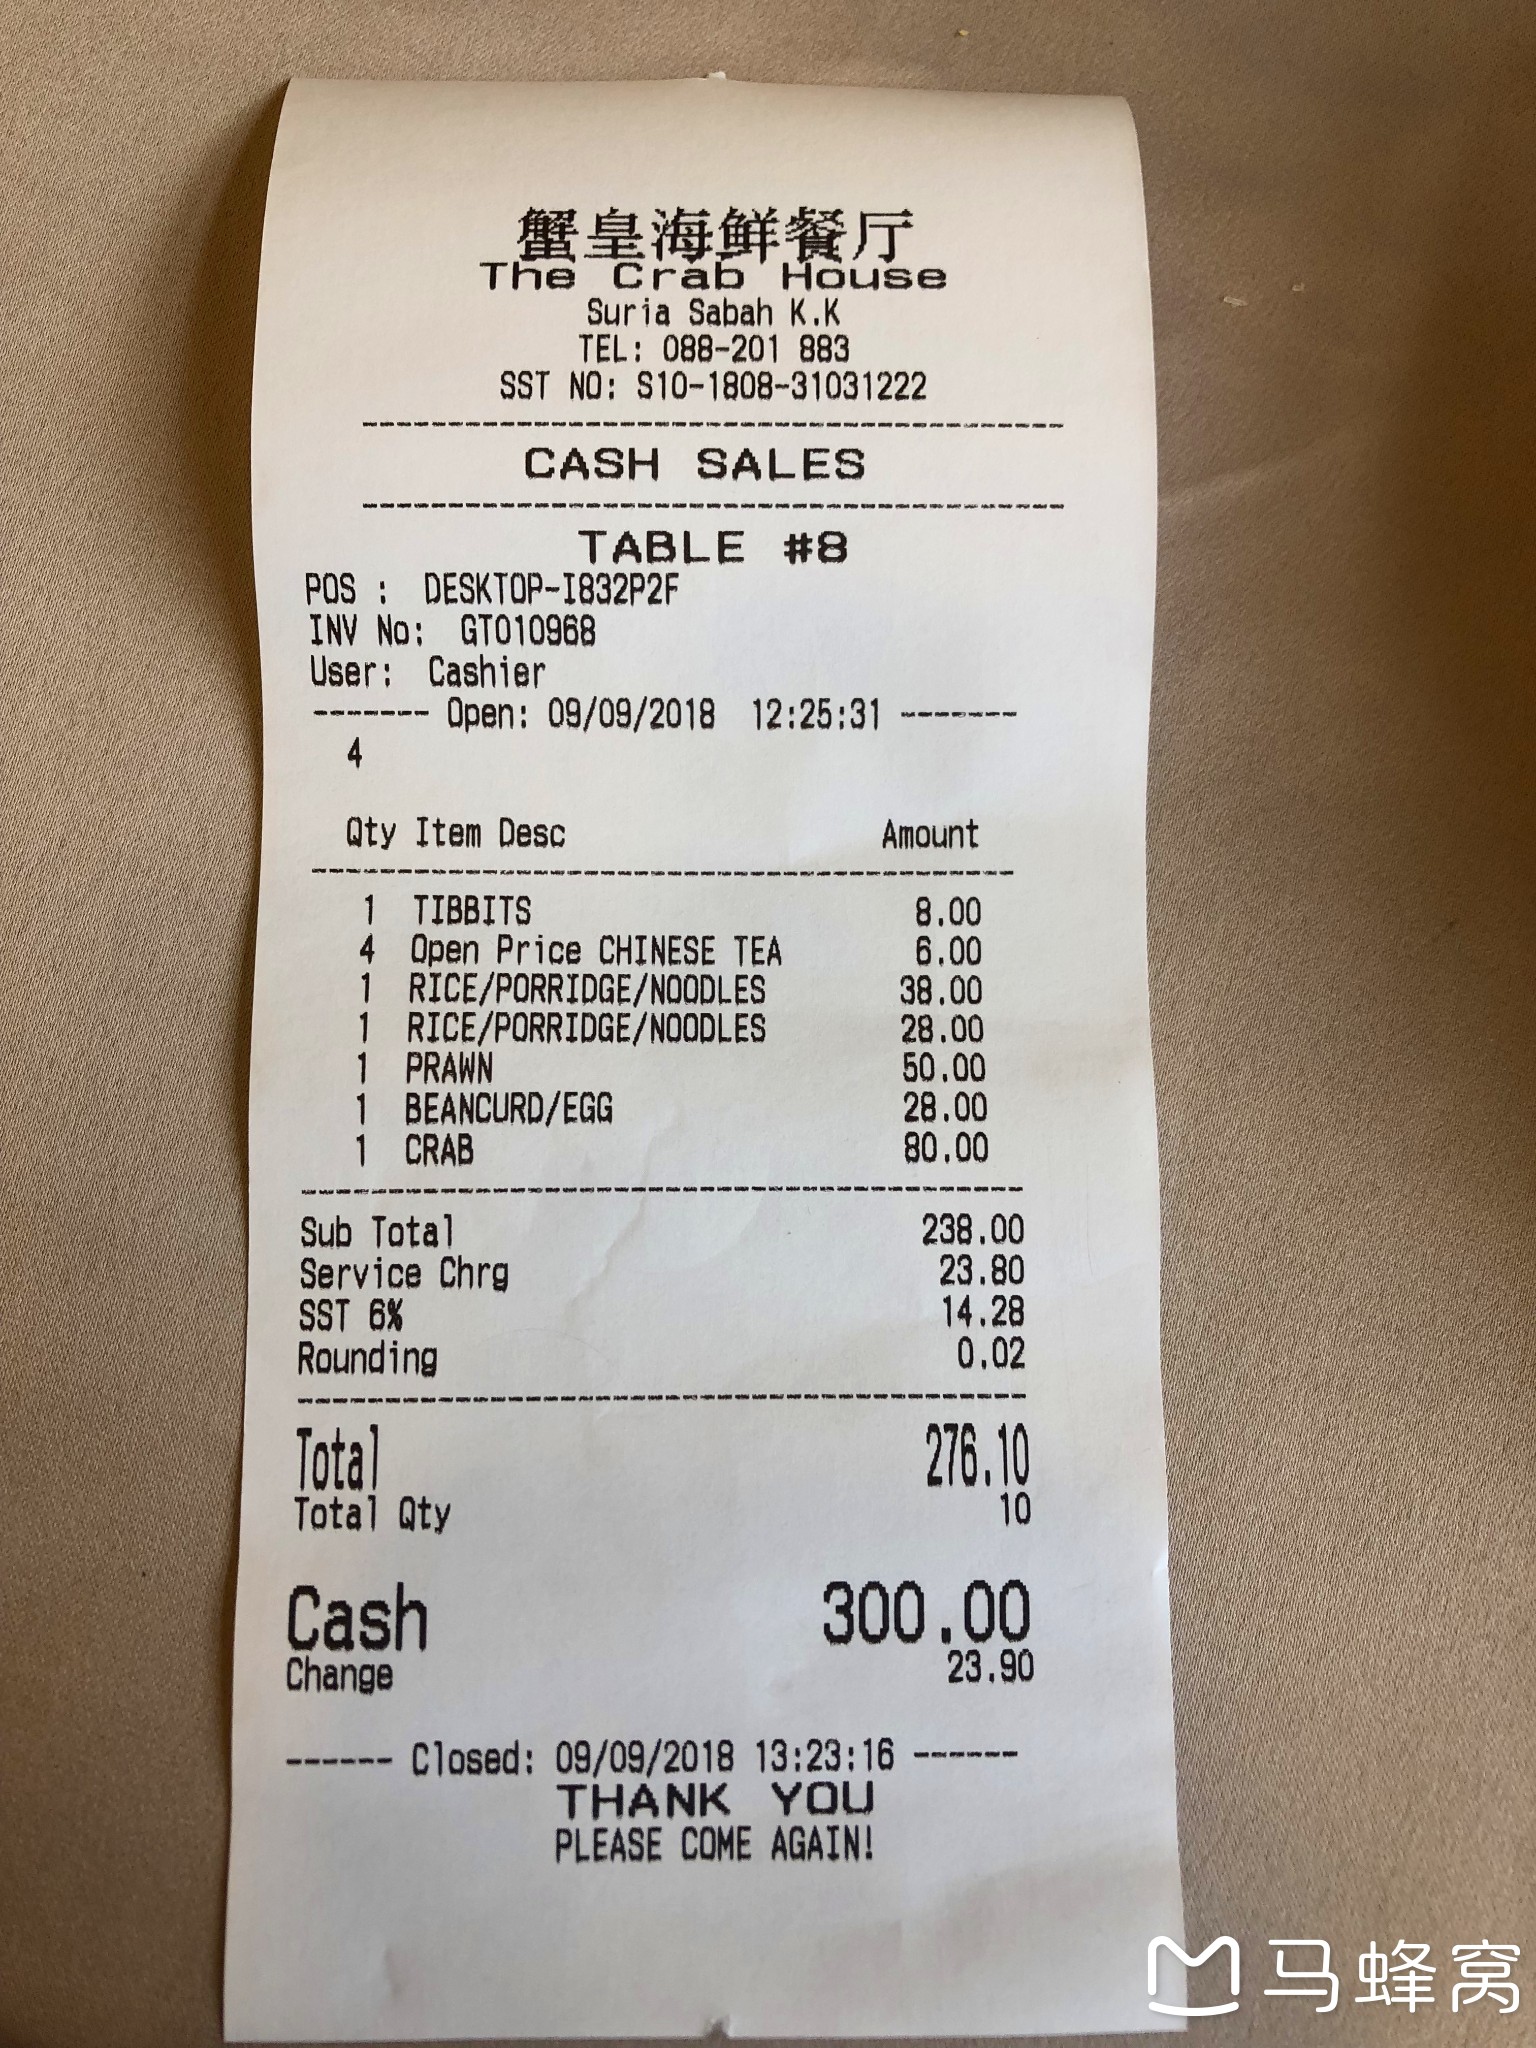 蟹皇海鲜餐厅
The Crab House
Suria Sabah K.K
TEL: 088-201 883
SST NO: S10-1808-31031222
CASH SALES
TABLE #8
POS : DESKTOP-I832P2F
INV No: GT010968
User: Cashier
------- Open: 09/09/2018 12:25:31 -------
4
Qty Item Desc Amount
1 TIBBITS 8.00
4 Open Price CHINESE TEA 6.00
1 RICE/PORRIDGE/NOODLES 38.00
1 RICE/PORRIDGE/NOODLES 28.00
1 PRAWN 50.00
1 BEANCURD/EGG 28.00
1 CRAB 80.00
Sub Total 238.00
Service Chrg 23.80
SST 6% 14.28
Rounding 0.02
Total 276.10
Total Qty 10
Cash 300.00
Change 23.90
------ Closed: 09/09/2018 13:23:16 ------
THANK YOU
PLEASE COME AGAIN!
马蜂窝